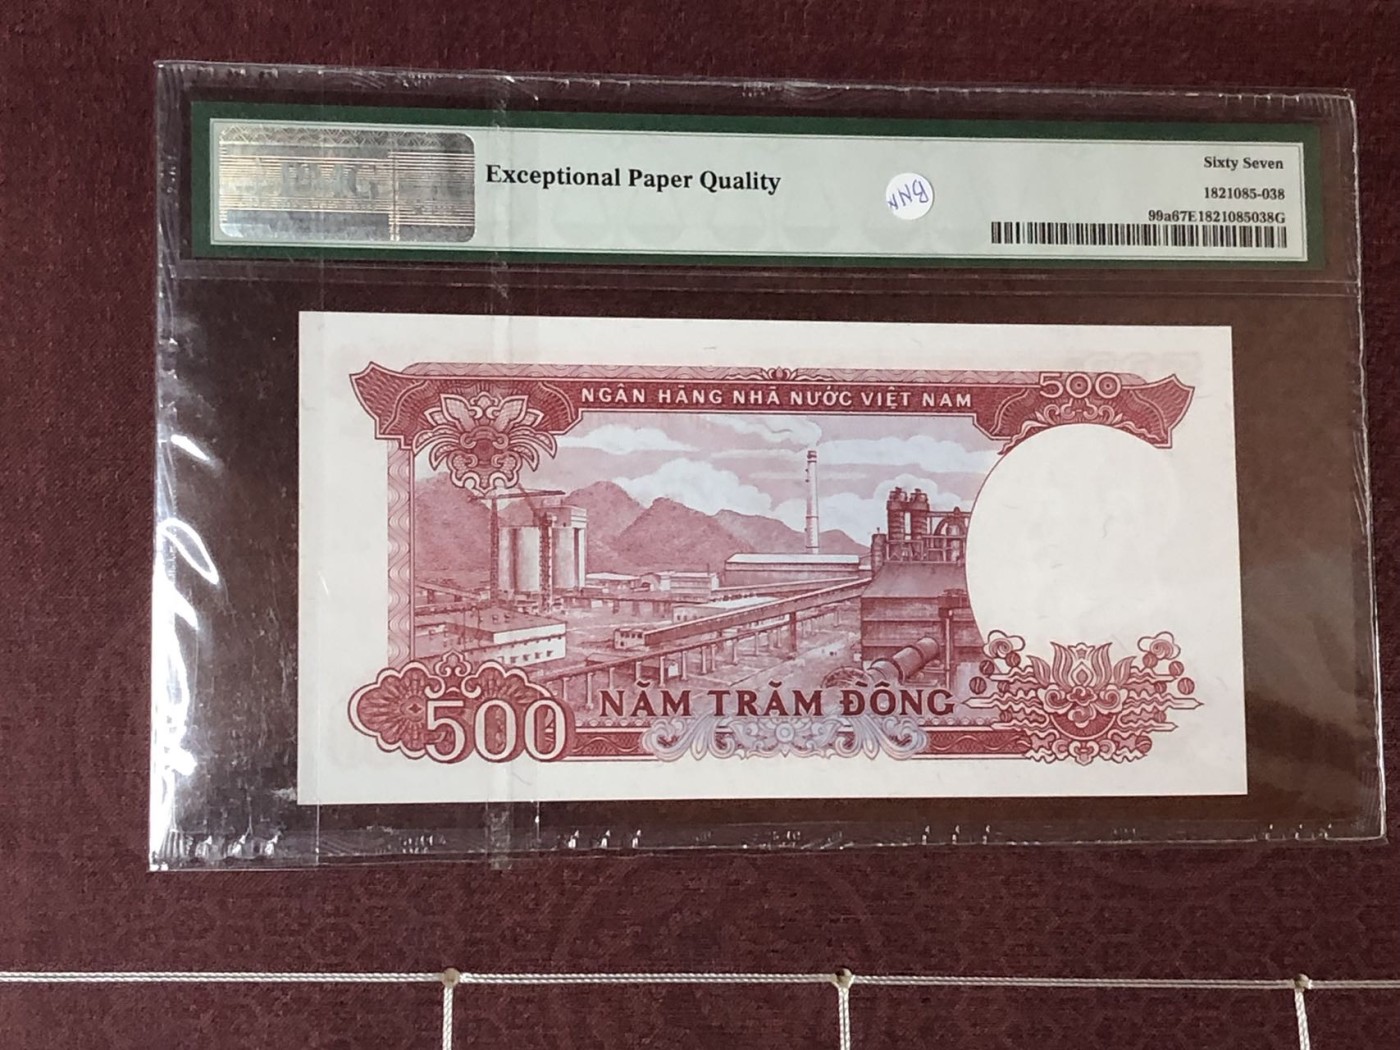 PMG
Exceptional Paper Quality
Sixty Seven
1821085-038
99a67E1821085038G
NGÂN HÀNG NHÀ NƯỚC VIỆT NAM
500
500
NĂM TRĂM ĐỒNG